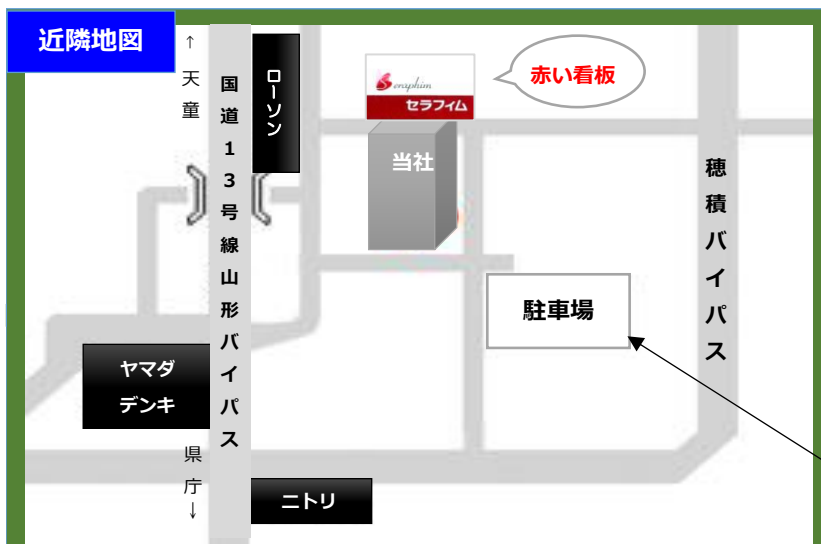 近隣地図
↑
天童
国道13号線山形バイパス
ローソン
Seraphim
セラフィム
赤い看板
当社
穂積バイパス
駐車場
ヤマダ
デンキ
県庁
↓
ニトリ